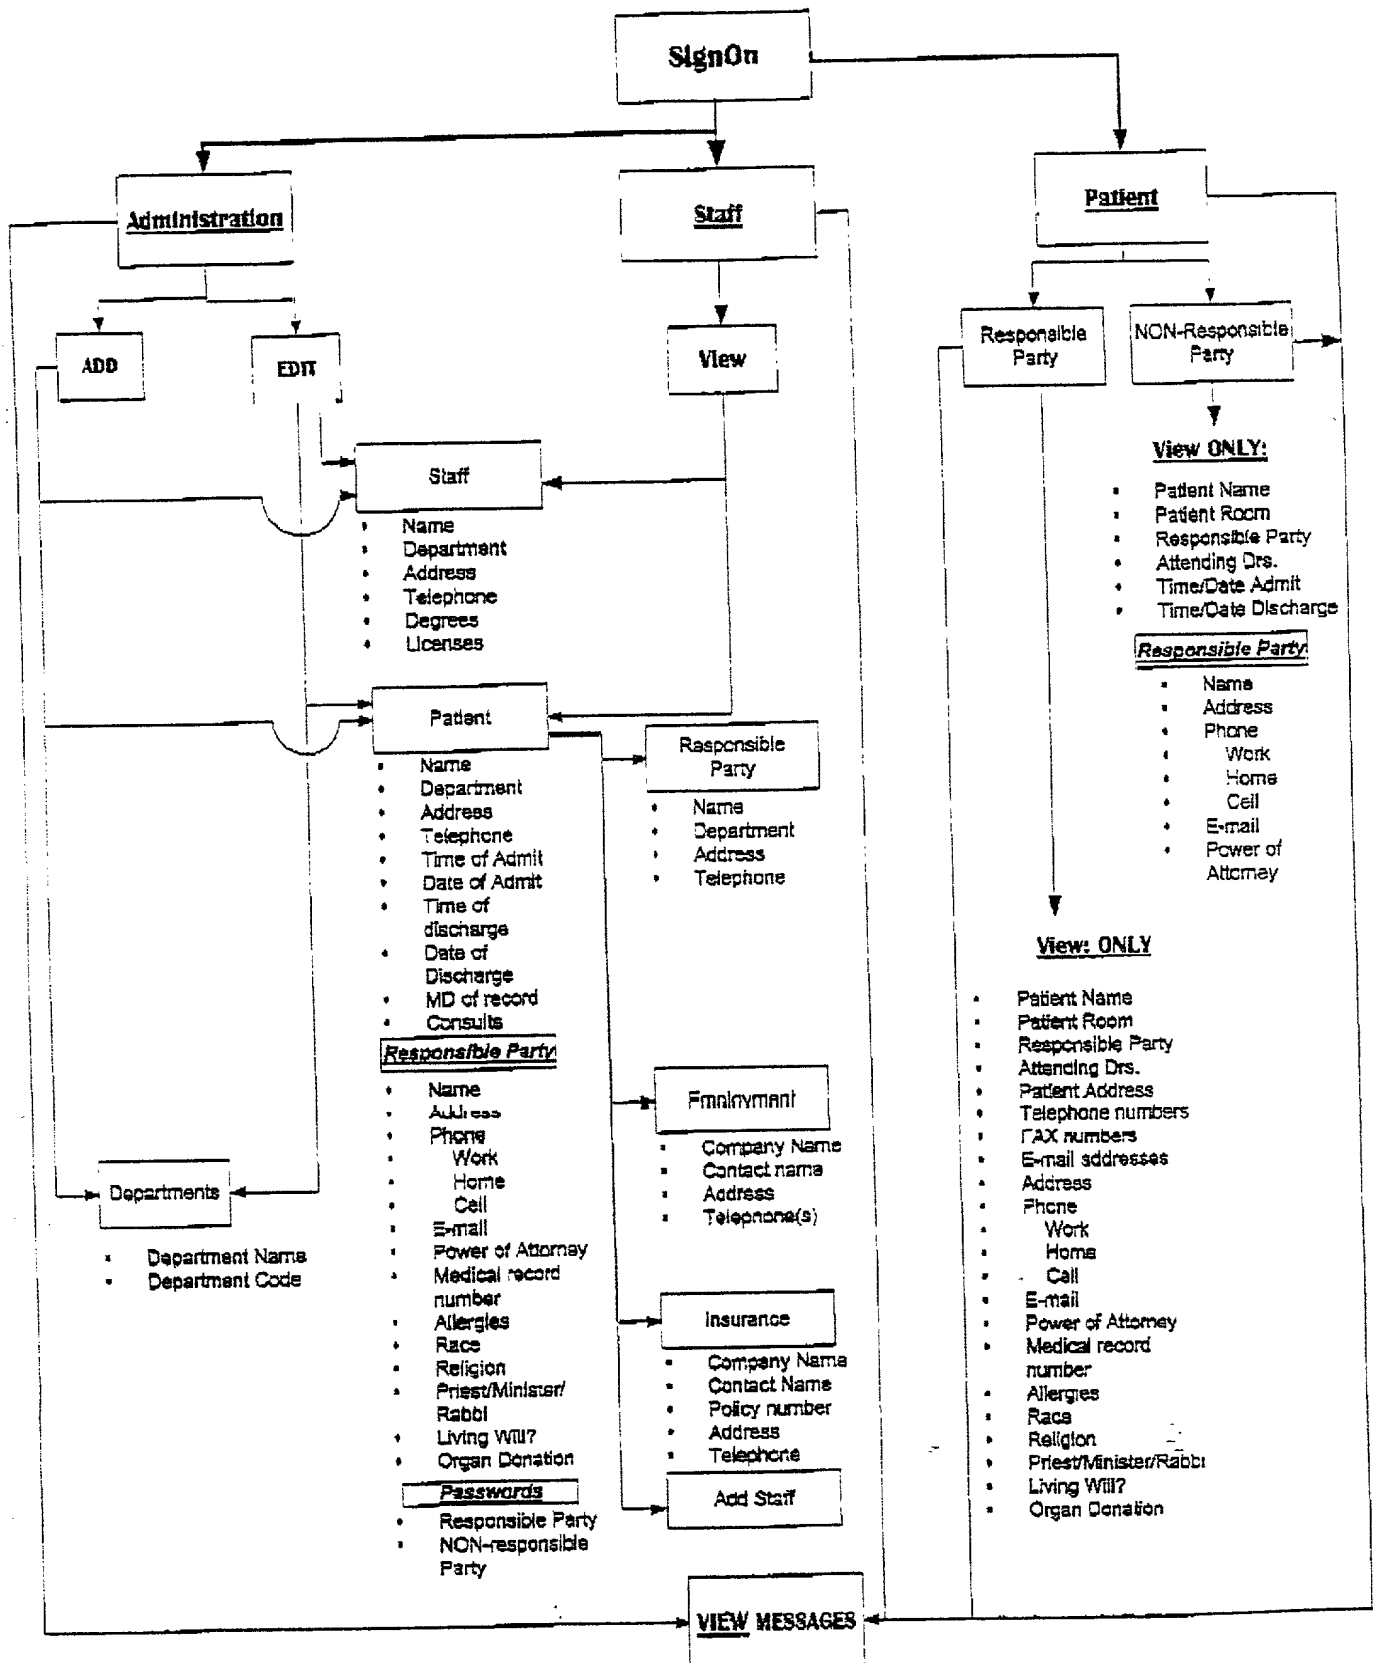 SignOn
Administration
Staff
Patient
ADD
EDIT
View
Responsible
Party
NON-Responsible
Party
Staff
Name
Department
Address
Telephone
Degrees
Licenses
View ONLY:
Patient Name
Patient Room
Responsible Party
Attending Drs.
Time/Date Admit
Time/Date Discharge
Responsible Party
Name
Address
Phone
Work
Home
Cell
E-mail
Power of
Attorney
Patient
Name
Department
Address
Telephone
Time of Admit
Date of Admit
Time of
discharge
Date of
Discharge
MD of record
Consults
Responsible Party
Name
Address
Phone
Work
Home
Cell
E-mail
Power of Attorney
Medical record
number
Allergies
Race
Religion
Priest/Minister/
Rabbi
Living Will?
Organ Donation
Passwords
Responsible Party
NON-responsible
Party
Responsible
Party
Name
Department
Address
Telephone
Employment
Company Name
Contact name
Address
Telephone(s)
Insurance
Company Name
Contact Name
Policy number
Address
Telephone
Add Staff
Departments
Department Name
Department Code
View: ONLY
Patient Name
Patient Room
Responsible Party
Attending Drs.
Patient Address
Telephone numbers
FAX numbers
E-mail addresses
Address
Phone
Work
Home
Cell
E-mail
Power of Attorney
Medical record
number
Allergies
Race
Religion
Priest/Minister/Rabbi
Living Will?
Organ Donation
VIEW MESSAGES